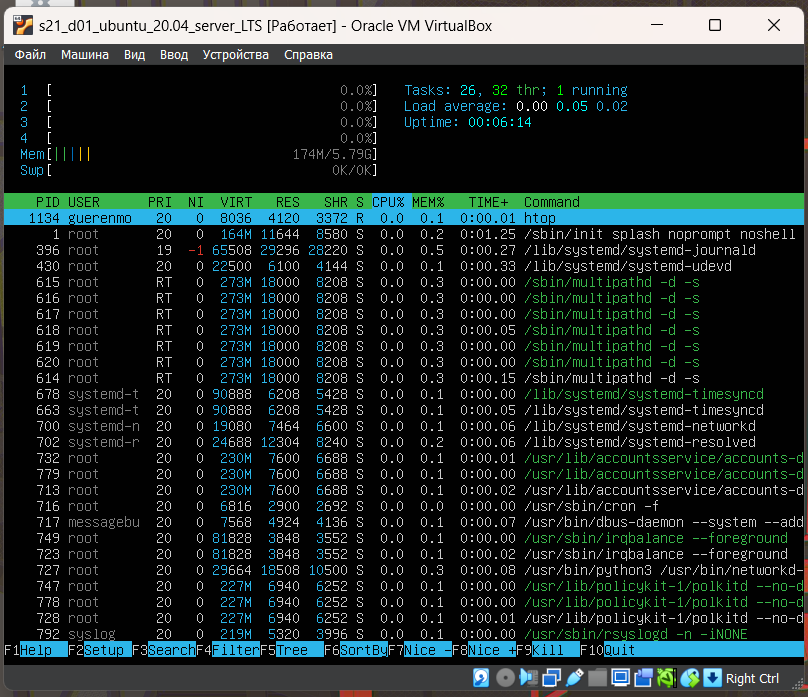 s21_d01_ubuntu_20.04_server_LTS [Работает] - Oracle VM VirtualBox
Файл Машина Вид Ввод Устройства Справка
1 [ 0.0%] Tasks: 26, 32 thr; 1 running
2 [ 0.0%] Load average: 0.00 0.05 0.02
3 [ 0.0%] Uptime: 00:06:14
4 [ 0.0%]
Mem[||||| 174M/5.79G]
Swp[ 0K/0K]
PID USER PRI NI VIRT RES SHR S CPU% MEM% TIME+ Command
1134 guerenmo 20 0 8036 4120 3372 R 0.0 0.1 0:00.01 htop
1 root 20 0 164M 11644 8580 S 0.0 0.2 0:01.25 /sbin/init splash noprompt noshell
396 root 19 -1 65508 29296 28220 S 0.0 0.5 0:00.27 /lib/systemd/systemd-journald
430 root 20 0 22500 6100 4144 S 0.0 0.1 0:00.33 /lib/systemd/systemd-udevd
615 root RT 0 273M 18000 8208 S 0.0 0.3 0:00.00 /sbin/multipathd -d -s
616 root RT 0 273M 18000 8208 S 0.0 0.3 0:00.00 /sbin/multipathd -d -s
617 root RT 0 273M 18000 8208 S 0.0 0.3 0:00.00 /sbin/multipathd -d -s
618 root RT 0 273M 18000 8208 S 0.0 0.3 0:00.05 /sbin/multipathd -d -s
619 root RT 0 273M 18000 8208 S 0.0 0.3 0:00.00 /sbin/multipathd -d -s
620 root RT 0 273M 18000 8208 S 0.0 0.3 0:00.00 /sbin/multipathd -d -s
614 root RT 0 273M 18000 8208 S 0.0 0.3 0:00.15 /sbin/multipathd -d -s
678 systemd-t 20 0 90888 6208 5428 S 0.0 0.1 0:00.00 /lib/systemd/systemd-timesyncd
663 systemd-t 20 0 90888 6208 5428 S 0.0 0.1 0:00.05 /lib/systemd/systemd-timesyncd
700 systemd-n 20 0 19080 7464 6600 S 0.0 0.1 0:00.06 /lib/systemd/systemd-networkd
702 systemd-r 20 0 24688 12304 8240 S 0.0 0.2 0:00.06 /lib/systemd/systemd-resolved
732 root 20 0 230M 7600 6688 S 0.0 0.1 0:00.01 /usr/lib/accountsservice/accounts-d
779 root 20 0 230M 7600 6688 S 0.0 0.1 0:00.00 /usr/lib/accountsservice/accounts-d
713 root 20 0 230M 7600 6688 S 0.0 0.1 0:00.02 /usr/lib/accountsservice/accounts-d
716 root 20 0 6816 2900 2692 S 0.0 0.0 0:00.00 /usr/sbin/cron -f
717 messagebu 20 0 7568 4924 4136 S 0.0 0.1 0:00.07 /usr/bin/dbus-daemon --system --add
749 root 20 0 81828 3848 3552 S 0.0 0.1 0:00.00 /usr/sbin/irqbalance --foreground
723 root 20 0 81828 3848 3552 S 0.0 0.1 0:00.02 /usr/sbin/irqbalance --foreground
727 root 20 0 29664 18508 10500 S 0.0 0.3 0:00.08 /usr/bin/python3 /usr/bin/networkd-
747 root 20 0 227M 6940 6252 S 0.0 0.1 0:00.00 /usr/lib/policykit-1/polkitd --no-d
778 root 20 0 227M 6940 6252 S 0.0 0.1 0:00.00 /usr/lib/policykit-1/polkitd --no-d
728 root 20 0 227M 6940 6252 S 0.0 0.1 0:00.01 /usr/lib/policykit-1/polkitd --no-d
792 syslog 20 0 219M 5320 3996 S 0.0 0.1 0:00.00 /usr/sbin/rsyslogd -n -iNONE
F1Help F2Setup F3SearchF4FilterF5Tree F6SortByF7Nice -F8Nice +F9Kill F10Quit
Right Ctrl